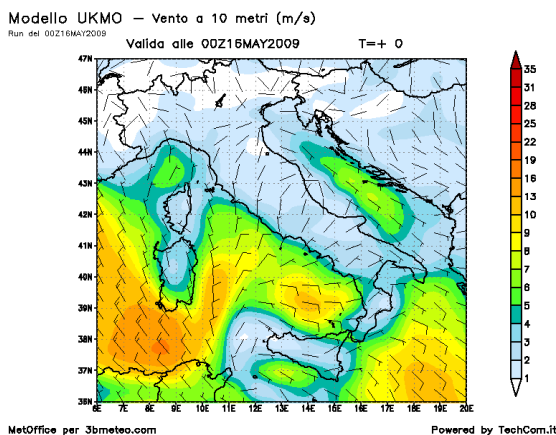 Modello UKMO - Vento a 10 metri (m/s)
Run del 00Z16MAY2009
Valida alle 00Z16MAY2009 T=+ 0
47N
46N
45N
44N
43N
42N
41N
40N
39N
38N
37N
36N
6E 7E 8E 9E 10E 11E 12E 13E 14E 15E 16E 17E 18E 19E 20E
35
31
28
25
22
19
16
13
10
9
8
7
6
5
4
3
2
1
MetOffice per 3bmeteo.com
Powered by TechCom.it